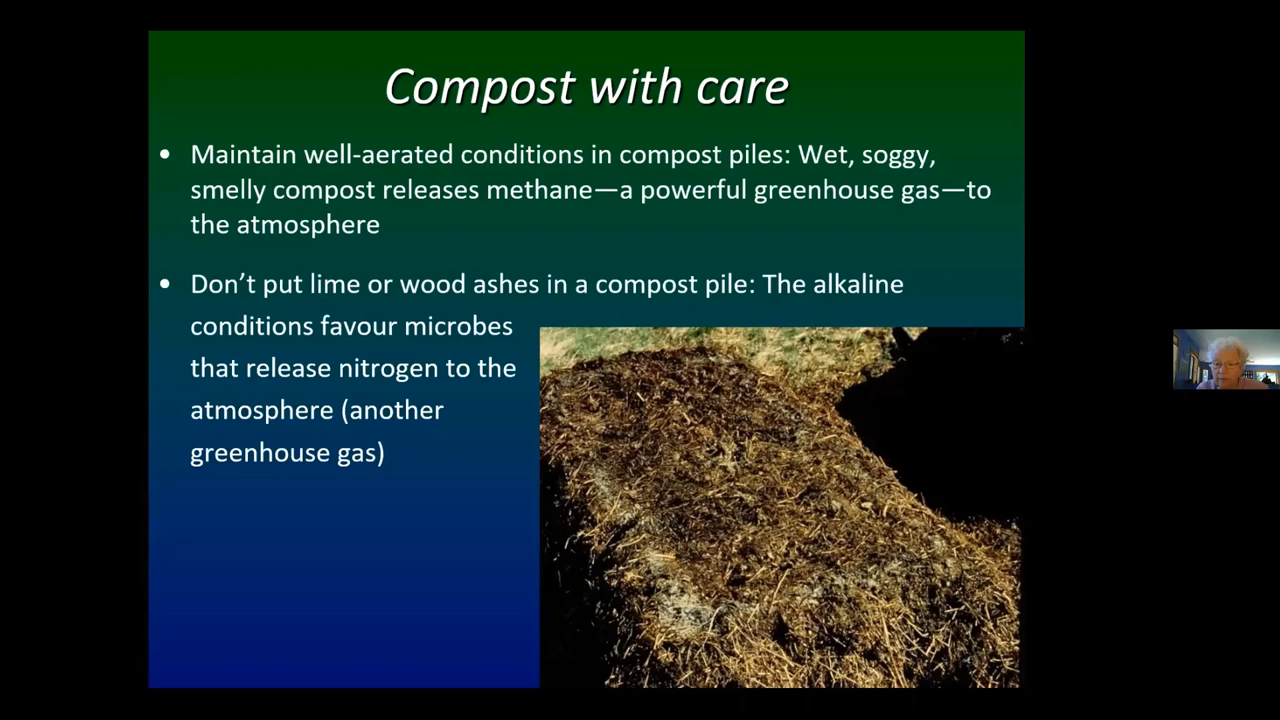 Compost with care
• Maintain well-aerated conditions in compost piles: Wet, soggy,
smelly compost releases methane—a powerful greenhouse gas—to
the atmosphere
• Don’t put lime or wood ashes in a compost pile: The alkaline
conditions favour microbes
that release nitrogen to the
atmosphere (another
greenhouse gas)